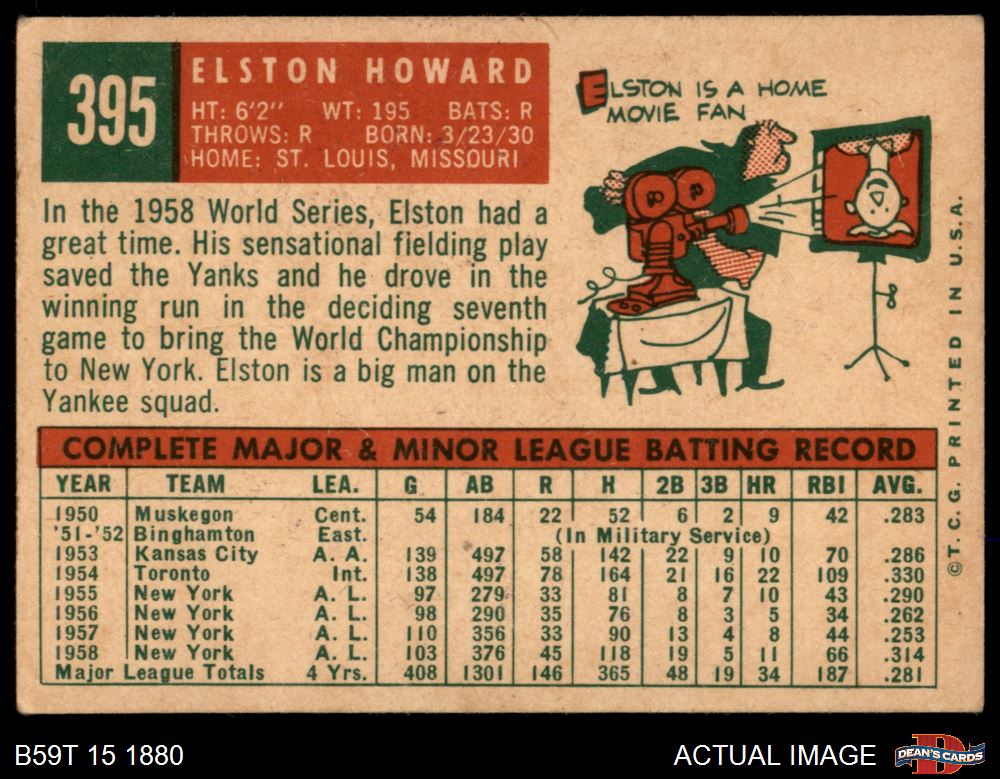 395
ELSTON HOWARD
HT: 6'2" WT: 195 BATS: R
THROWS: R BORN: 3/23/30
HOME: ST. LOUIS, MISSOURI
In the 1958 World Series, Elston had a
great time. His sensational fielding play
saved the Yanks and he drove in the
winning run in the deciding seventh
game to bring the World Championship
to New York. Elston is a big man on the
Yankee squad.
ELSTON IS A HOME
MOVIE FAN
COMPLETE MAJOR & MINOR LEAGUE BATTING RECORD
YEAR TEAM LEA. G AB R H 2B 3B HR RBI AVG.
1950 Muskegon Cent. 54 184 22 52 6 2 9 42 .283
'51-'52 Binghamton East. (In Military Service)
1953 Kansas City A. A. 139 497 58 142 22 9 10 70 .286
1954 Toronto Int. 138 497 78 164 21 16 22 109 .330
1955 New York A. L. 97 279 33 81 8 7 10 43 .290
1956 New York A. L. 98 290 35 76 8 3 5 34 .262
1957 New York A. L. 110 356 33 90 13 4 8 44 .253
1958 New York A. L. 103 376 45 118 19 5 11 66 .314
Major League Totals 4 Yrs. 408 1301 146 365 48 19 34 187 .281
©T. C. G. PRINTED IN U.S.A.
B59T 15 1880
ACTUAL IMAGE
DEAN'S CARDS